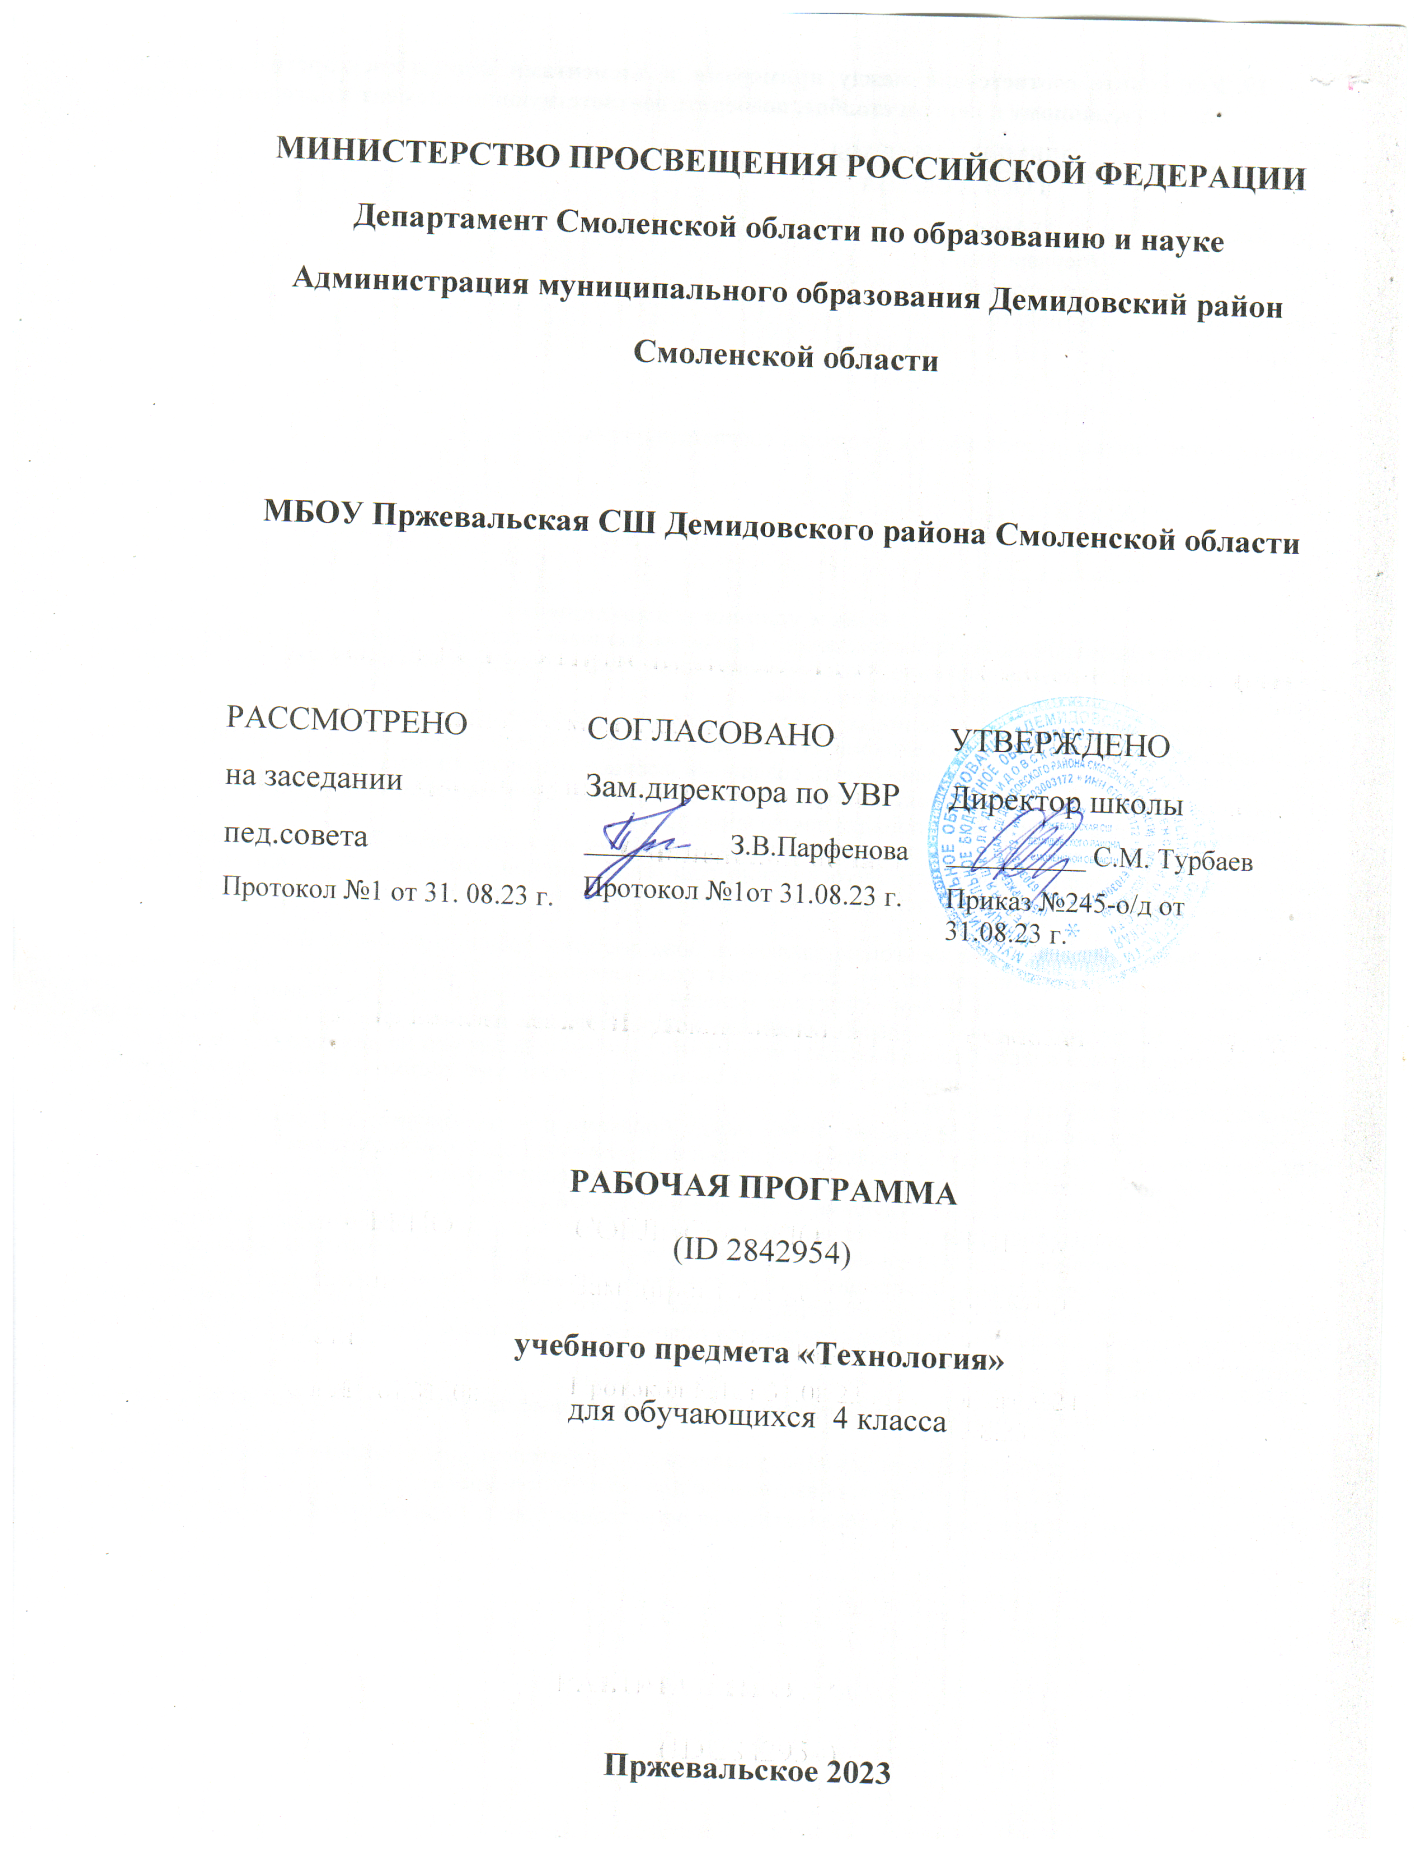 МИНИСТЕРСТВО ПРОСВЕЩЕНИЯ РОССИЙСКОЙ ФЕДЕРАЦИИ
Департамент Смоленской области по образованию и науке
Администрация муниципального образования Демидовский район
Смоленской области
МБОУ Пржевальская СШ Демидовского района Смоленской области
РАССМОТРЕНО
на заседании
пед.совета
Протокол №1 от 31. 08.23 г.
СОГЛАСОВАНО
Зам.директора по УВР
__________ З.В.Парфенова
Протокол №1от 31.08.23 г.
УТВЕРЖДЕНО
Директор школы
__________ С.М. Турбаев
Приказ №245-о/д от
31.08.23 г.
РАБОЧАЯ ПРОГРАММА
(ID 2842954)
учебного предмета «Технология»
для обучающихся  4 класса
Пржевальское 2023